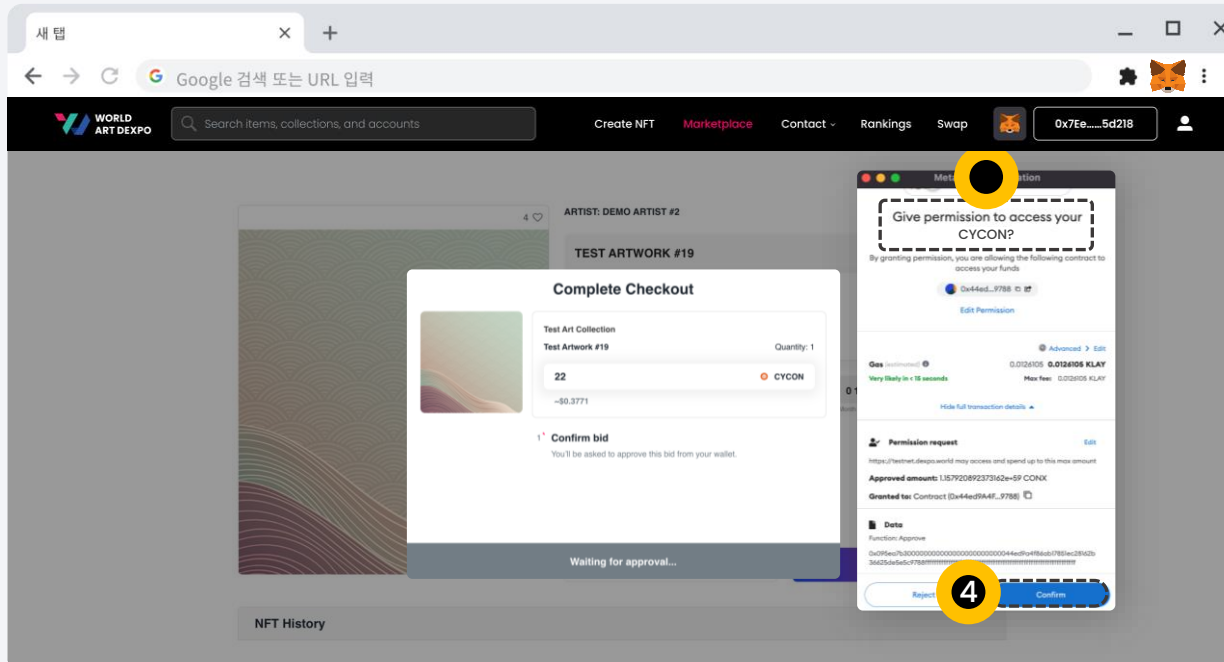 새 탭
Google 검색 또는 URL 입력
WORLD
ART DEXPO
Search items, collections, and accounts
Create NFT
Marketplace
Contact
Rankings
Swap
0x7Ee......5d218
4
ARTIST: DEMO ARTIST #2
TEST ARTWORK #19
Complete Checkout
Test Art Collection
Test Artwork #19
Quantity: 1
22
CYCON
~$0.3771
1
Confirm bid
You'll be asked to approve this bid from your wallet.
Waiting for approval...
NFT History
Give permission to access your
CYCON?
By granting permission, you are allowing the following contract to
access your funds
0x44ed...9788
Edit Permission
Advanced
Edit
Gas (estimated)
0.0126105 0.0126105 KLAY
Very likely in < 15 seconds
Max fee: 0.0126105 KLAY
Hide full transaction details
Permission request
Edit
https://testnet.dexpo.world may access and spend up to this max amount
Approved amount: 1.157920892373162e+59 CONX
Granted to: Contract (0x44ed9A4F...9788)
Data
Function: Approve
Reject
4
Confirm